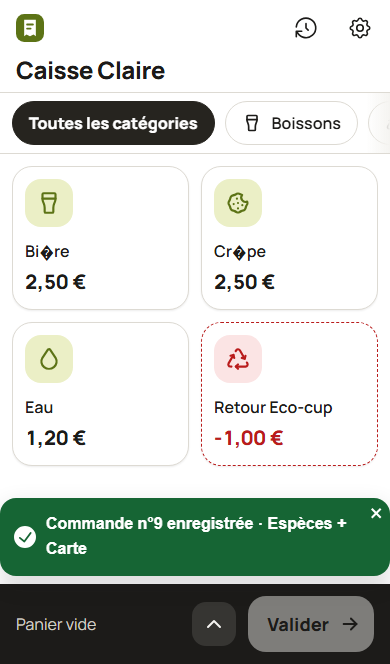 Caisse Claire
Toutes les catégories
Boissons
Bi�re
2,50 €
Cr�pe
2,50 €
Eau
1,20 €
Retour Eco-cup
-1,00 €
Commande n°9 enregistrée · Espèces +
Carte
Panier vide
Valider